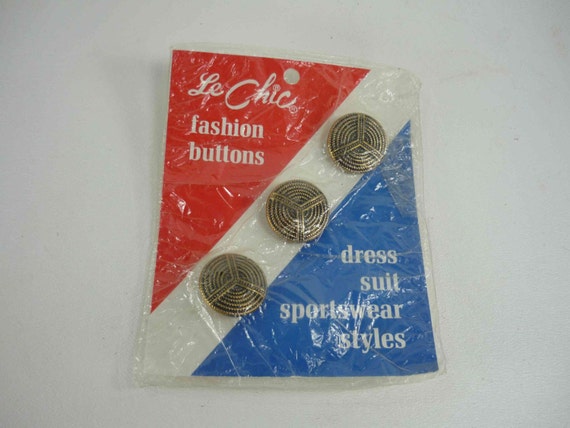 Le Chic®
fashion
buttons
dress
suit
sportswear
styles